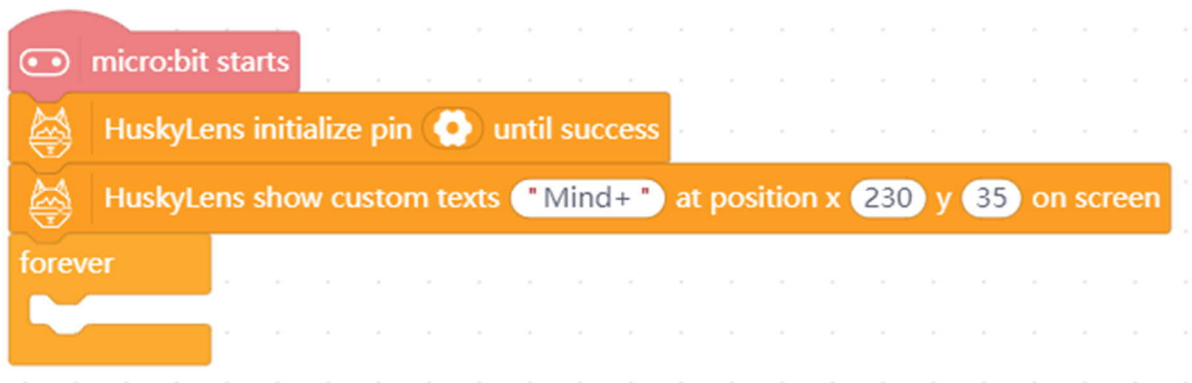 micro:bit starts
HuskyLens initialize pin until success
HuskyLens show custom texts "Mind+" at position x 230 y 35 on screen
forever